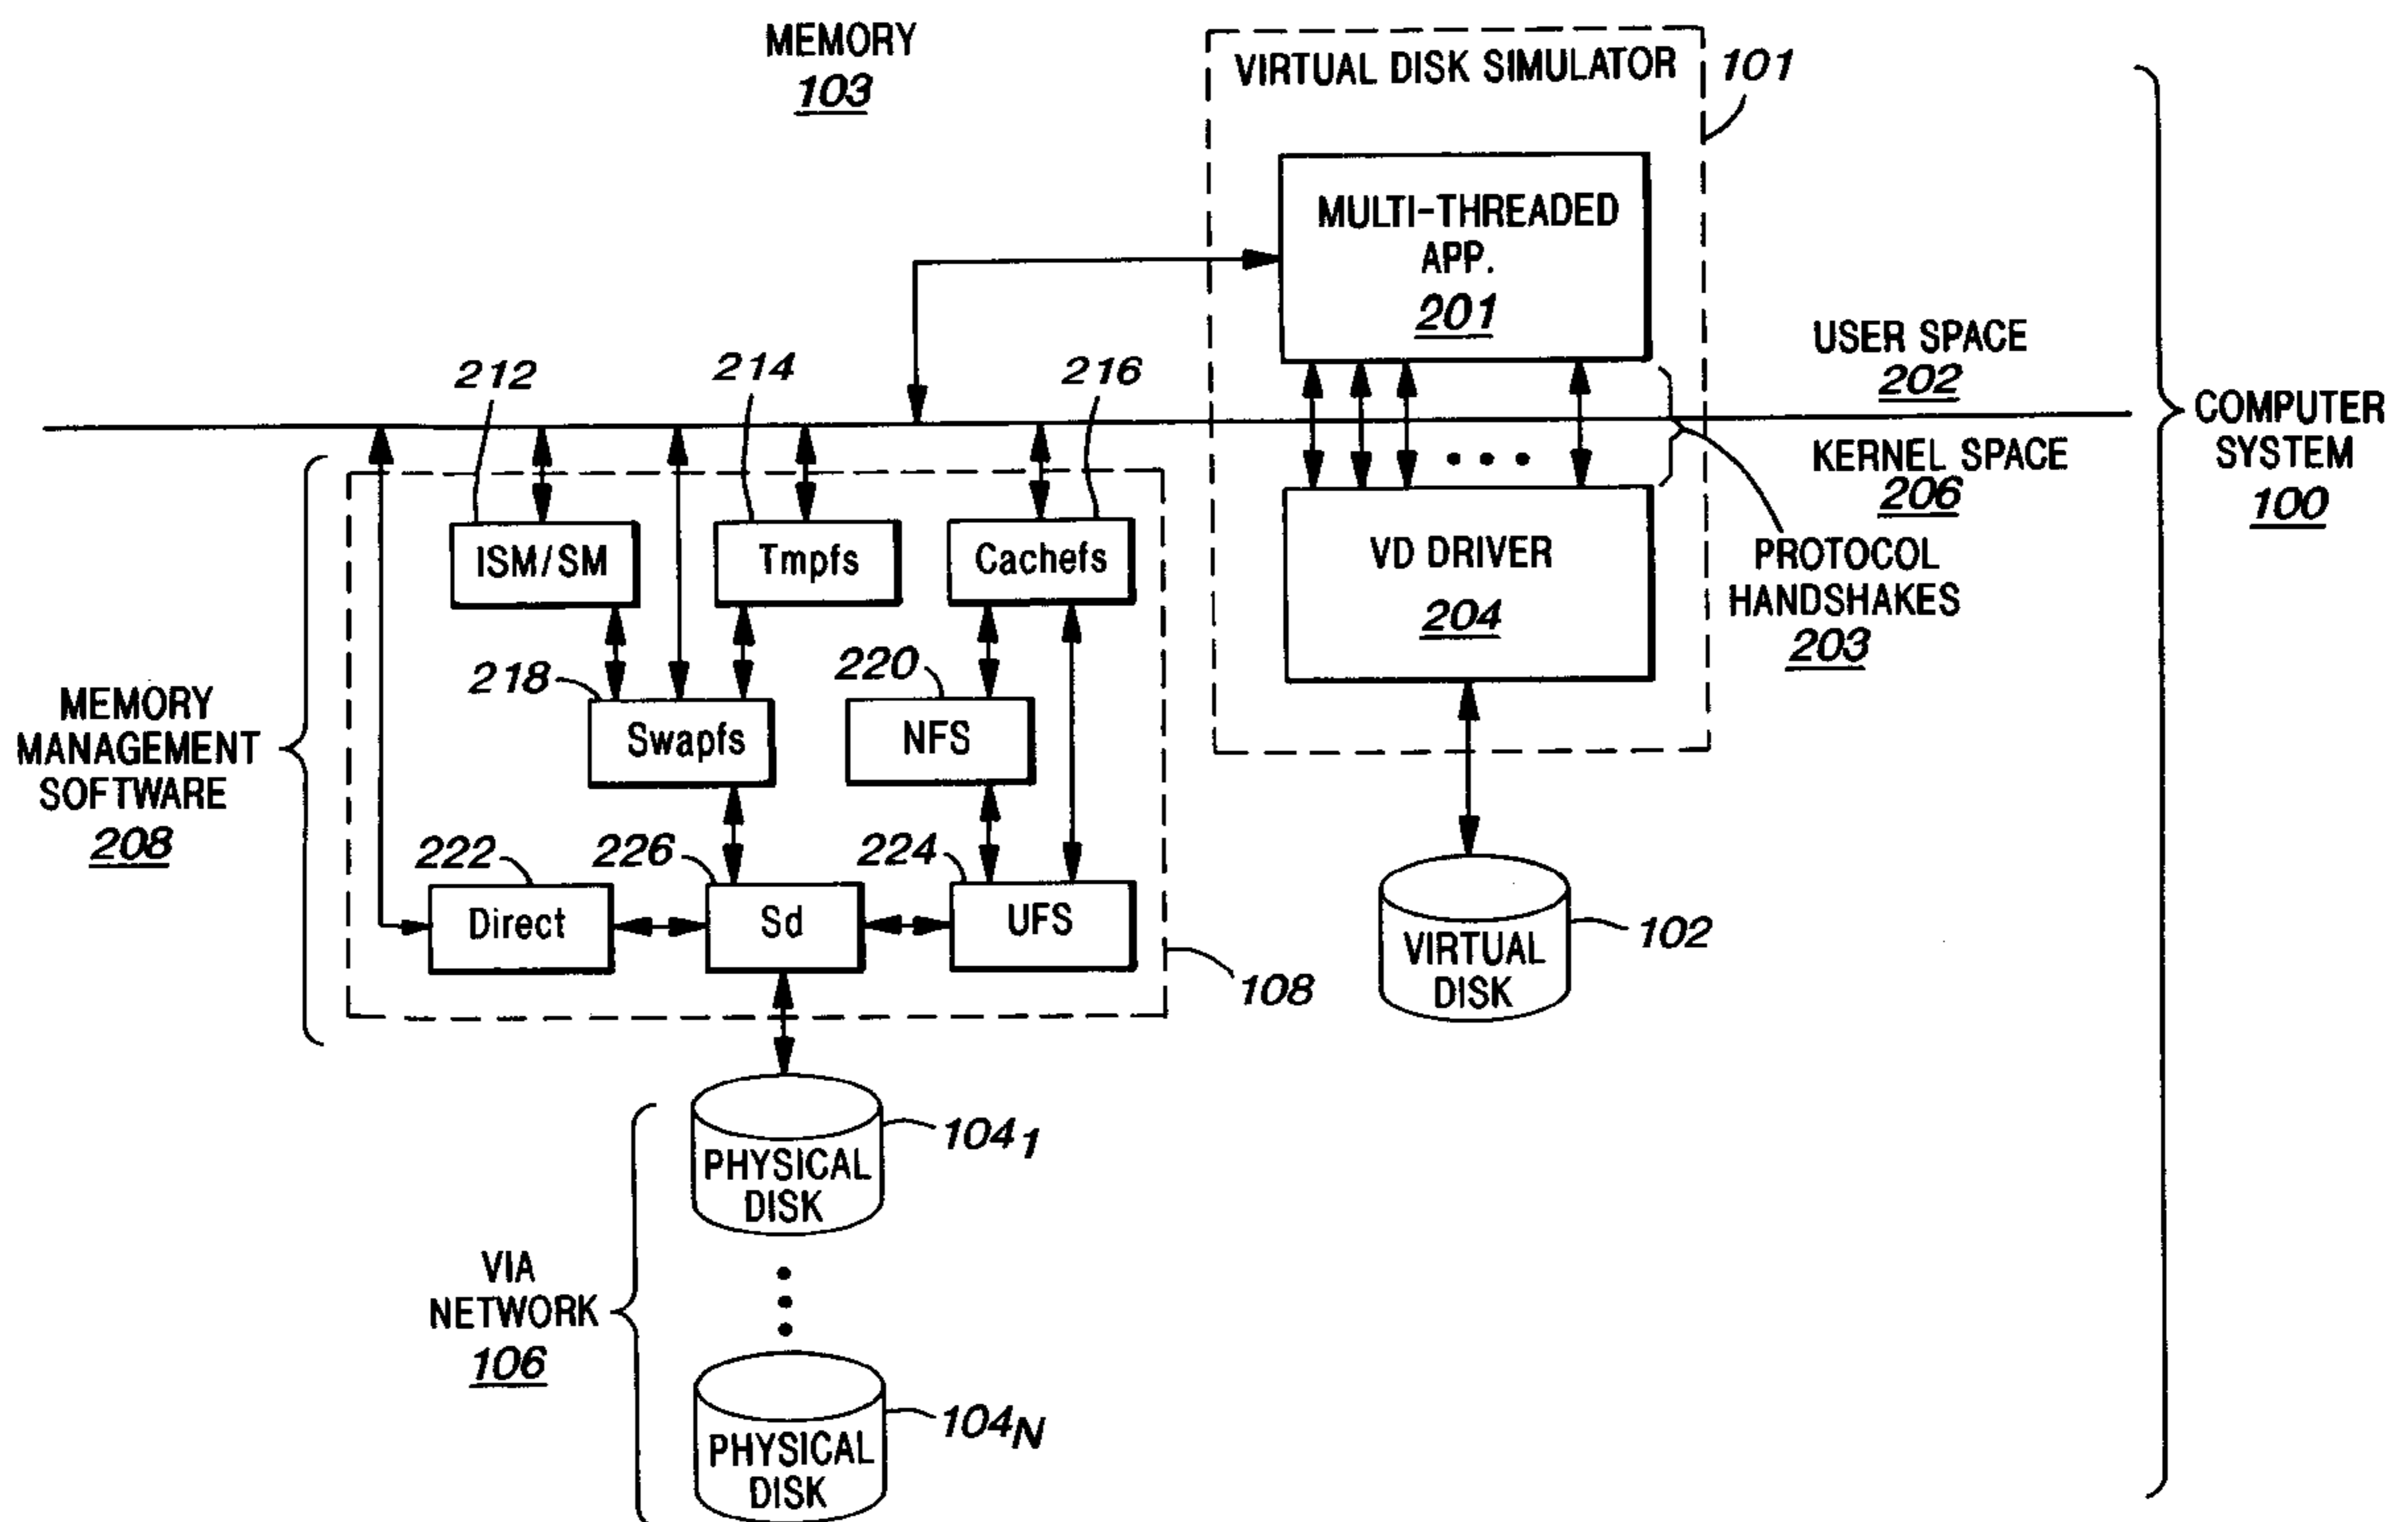 MEMORY
103
VIRTUAL DISK SIMULATOR
101
MULTI-THREADED
APP.
201
USER SPACE
202
KERNEL SPACE
206
COMPUTER
SYSTEM
100
212
214
216
ISM/SM
Tmpfs
Cachefs
VD DRIVER
204
PROTOCOL
HANDSHAKES
203
218
220
Swapfs
NFS
MEMORY
MANAGEMENT
SOFTWARE
208
222
226
224
Direct
Sd
UFS
108
VIRTUAL
DISK
102
PHYSICAL
DISK
104 1
VIA
NETWORK
106
PHYSICAL
DISK
104 N